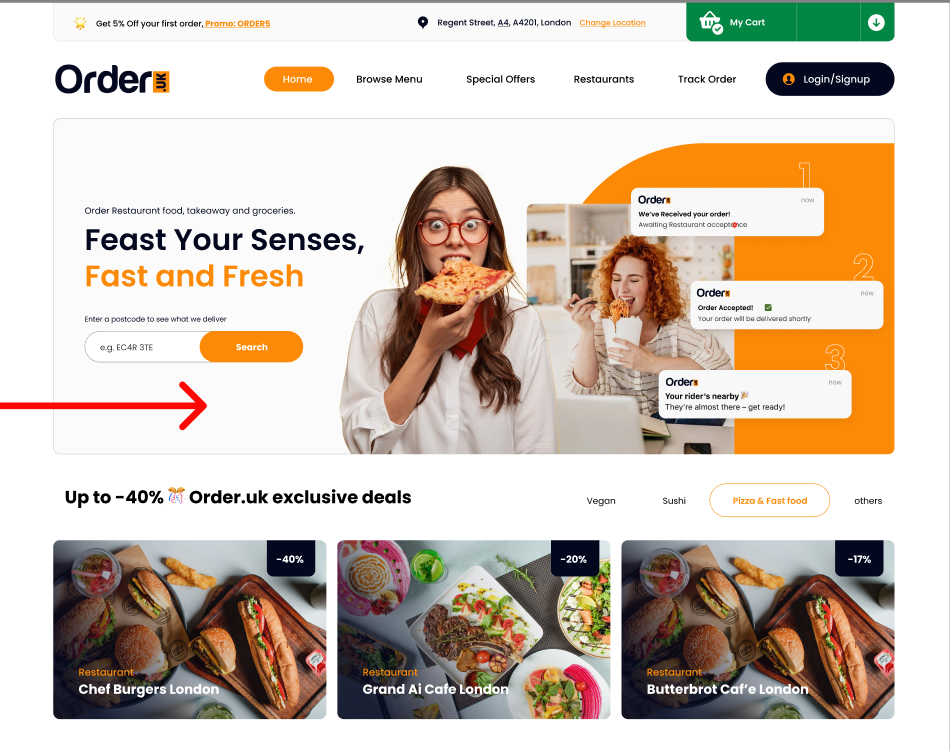 Get 5% Off your first order, Promo: ORDER5
Regent Street, A4, A4201, London Change Location
My Cart
Order.uk
Home
Browse Menu
Special Offers
Restaurants
Track Order
Login/Signup
Order Restaurant food, takeaway and groceries.
Feast Your Senses,
Fast and Fresh
Enter a postcode to see what we deliver
e.g. EC4R 3TE
Search
1
Order
now
We've Received your order!
Awaiting Restaurant acceptance
2
Order
now
Order Accepted! ✅
Your order will be delivered shortly
3
Order
now
Your rider's nearby 🎉
They're almost there – get ready!
Up to -40% 🎊 Order.uk exclusive deals
Vegan
Sushi
Pizza & Fast food
others
-40%
Restaurant
Chef Burgers London
-20%
Restaurant
Grand Ai Cafe London
-17%
Restaurant
Butterbrot Caf'e London